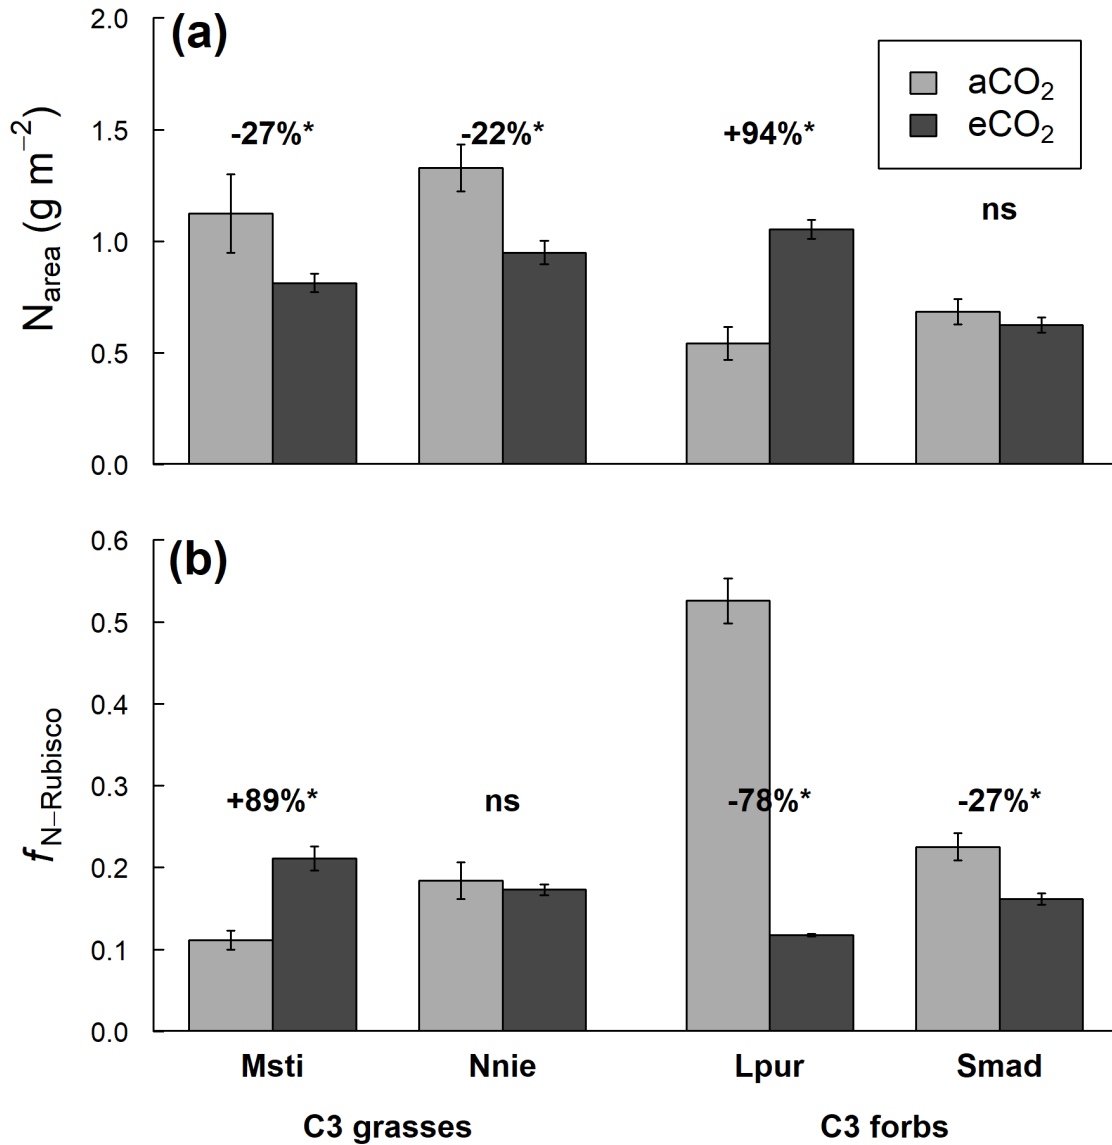 (a)
aCO₂
eCO₂
N_area (g m⁻²)
2.0
1.5
1.0
0.5
0.0
-27%*
-22%*
+94%*
ns
(b)
f_N−Rubisco
0.6
0.5
0.4
0.3
0.2
0.1
0.0
+89%*
ns
-78%*
-27%*
Msti Nnie Lpur Smad
C3 grasses C3 forbs